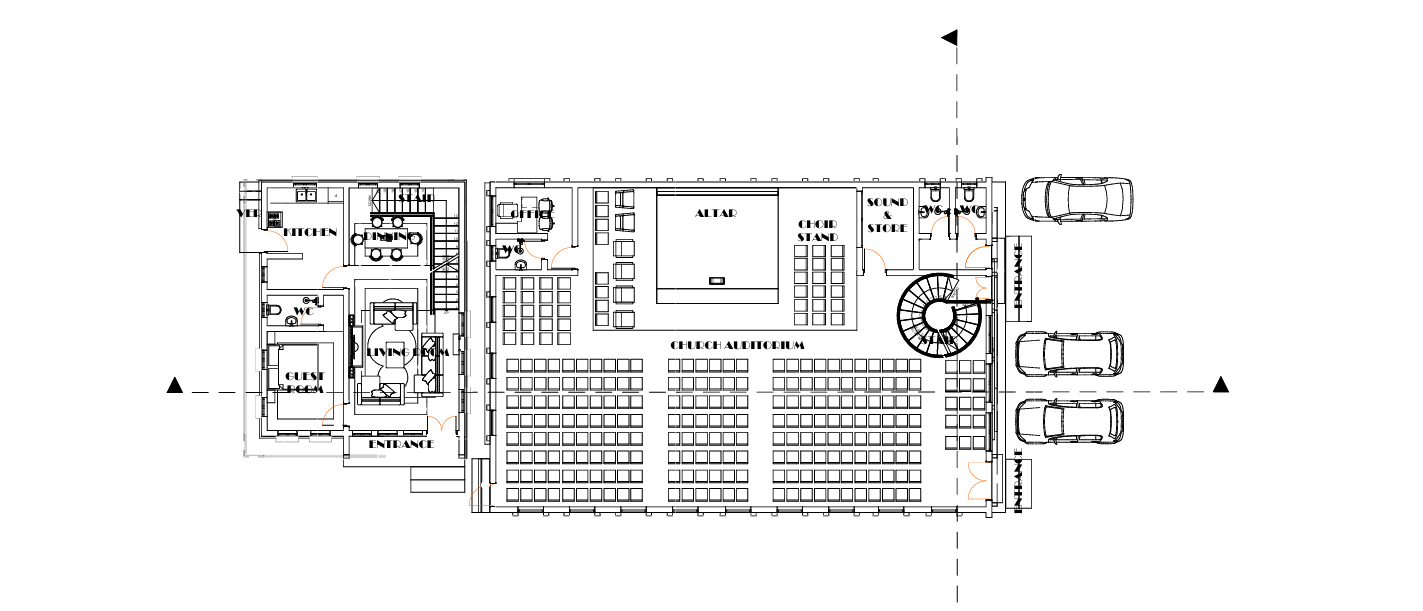 STAIR
VER
KITCHEN
DINNING
OFFICE
ALTAR
CHOIR
STAND
SOUND
&
STORE
WC
WC
WC
WC
ENTRANCE
LIVING ROOM
CHURCH AUDITORIUM
STAIR
GUEST
ROOM
ENTRANCE
ENTRANCE